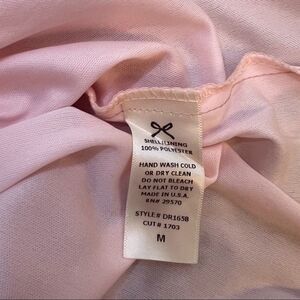 SHELL/LINING
100% POLYESTER
HAND WASH COLD
OR DRY CLEAN
DO NOT BLEACH
LAY FLAT TO DRY
MADE IN U.S.A.
RN# 29570
STYLE# DR165B
CUT# 1703
M